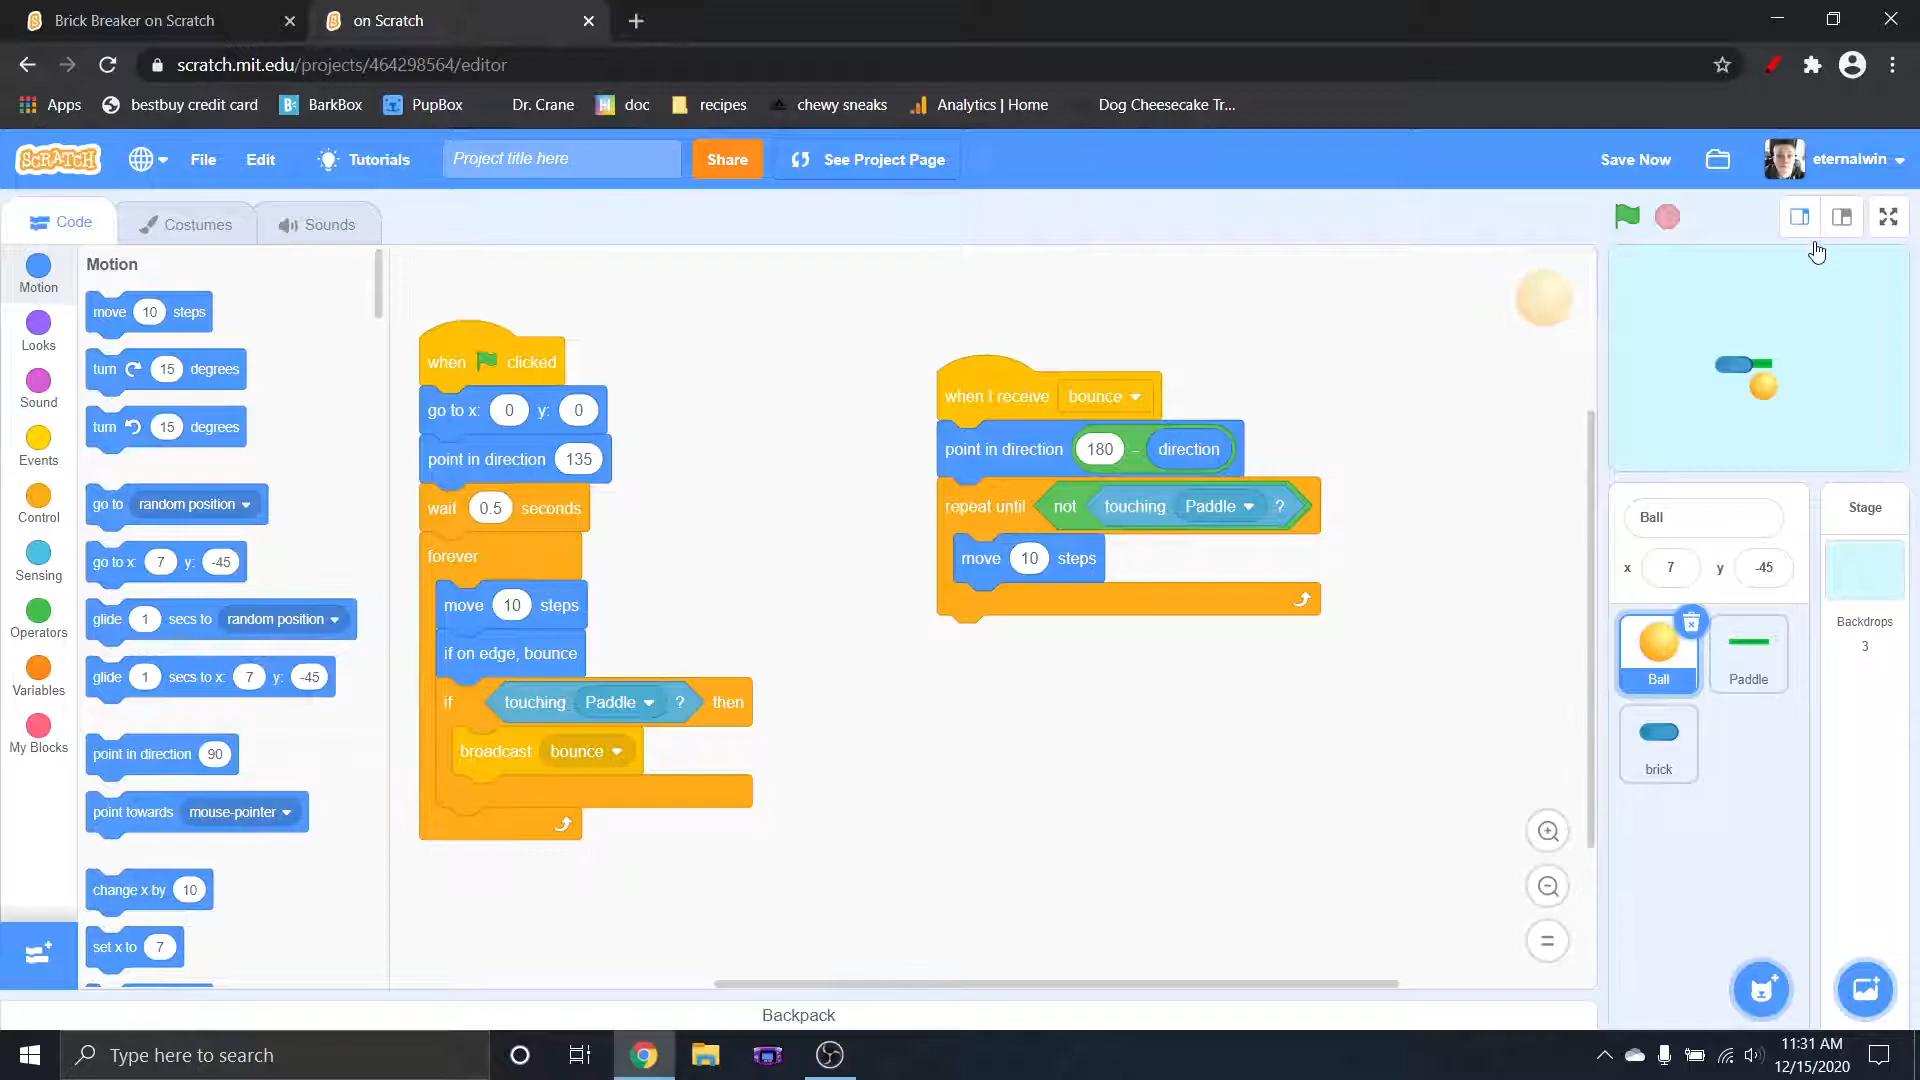 Brick Breaker on Scratch
on Scratch
scratch.mit.edu/projects/464298564/editor
Apps bestbuy credit card BarkBox PupBox Dr. Crane doc recipes chewy sneaks Analytics | Home Dog Cheesecake Tr...
SCRATCH File Edit Tutorials Project title here Share See Project Page Save Now eternalwin
Code Costumes Sounds
Motion
Looks
Sound
Events
Control
Sensing
Operators
Variables
My Blocks
Motion
move 10 steps
turn 15 degrees
turn 15 degrees
go to random position
go to x: 7 y: -45
glide 1 secs to random position
glide 1 secs to x: 7 y: -45
point in direction 90
point towards mouse-pointer
change x by 10
set x to 7
when clicked
go to x: 0 y: 0
point in direction 135
wait 0.5 seconds
forever
move 10 steps
if on edge, bounce
if touching Paddle ? then
broadcast bounce
when I receive bounce
point in direction 180 - direction
repeat until not touching Paddle ?
move 10 steps
Ball
x 7 y -45
Ball
Paddle
brick
Stage
Backdrops
3
Backpack
Type here to search
11:31 AM
12/15/2020